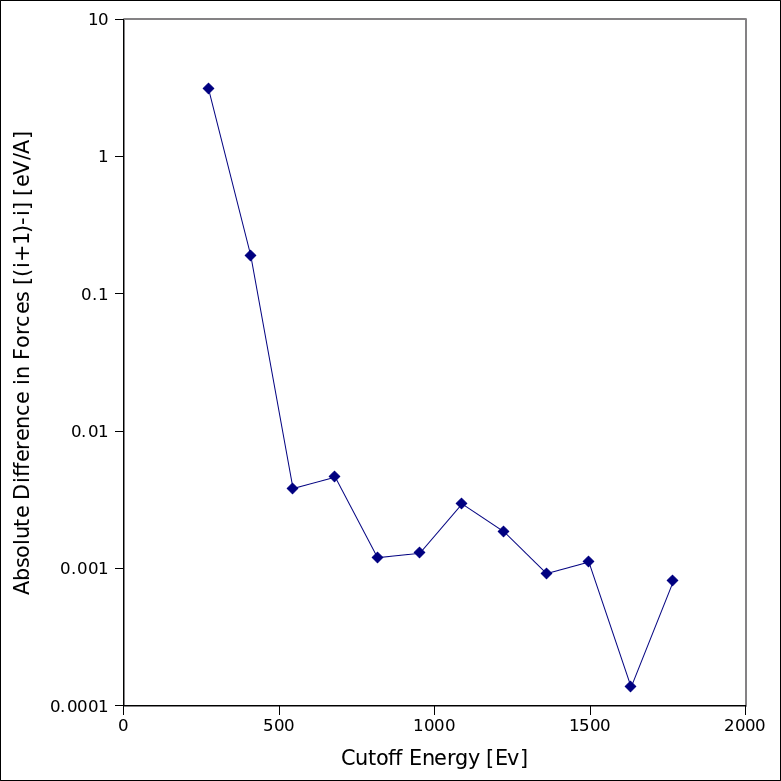 10
1
0.1
0.01
0.001
0.0001
0 500 1000 1500 2000
Absolute Difference in Forces [(i+1)-i] [eV/A]
Cutoff Energy [Ev]